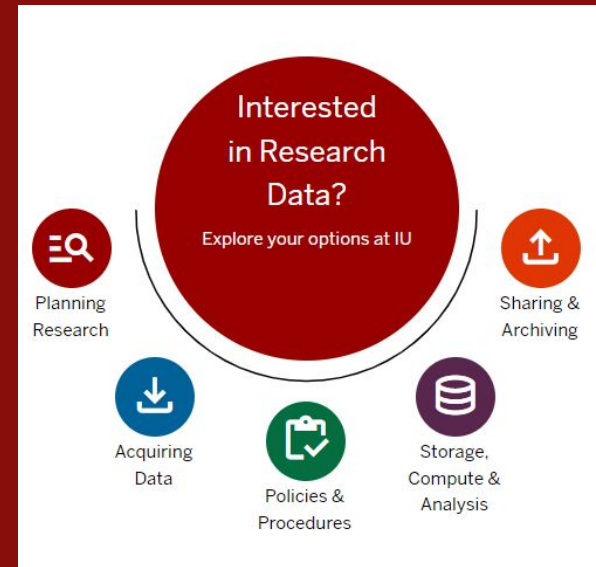 Interested
in Research
Data?
Explore your options at IU
Planning
Research
Acquiring
Data
Policies &
Procedures
Storage,
Compute &
Analysis
Sharing &
Archiving